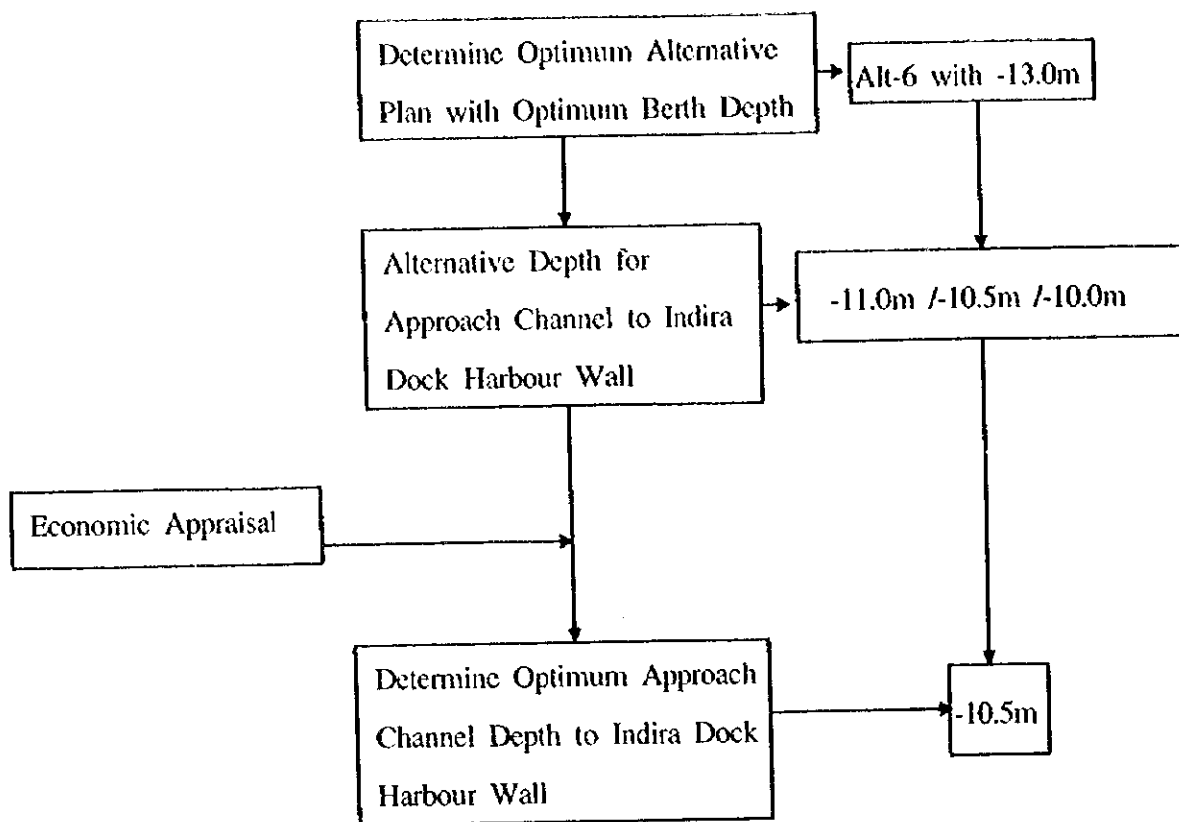 Determine Optimum Alternative
Plan with Optimum Berth Depth
Alt-6 with -13.0m
Alternative Depth for
Approach Channel to Indira
Dock Harbour Wall
-11.0m /-10.5m /-10.0m
Economic Appraisal
Determine Optimum Approach
Channel Depth to Indira Dock
Harbour Wall
-10.5m